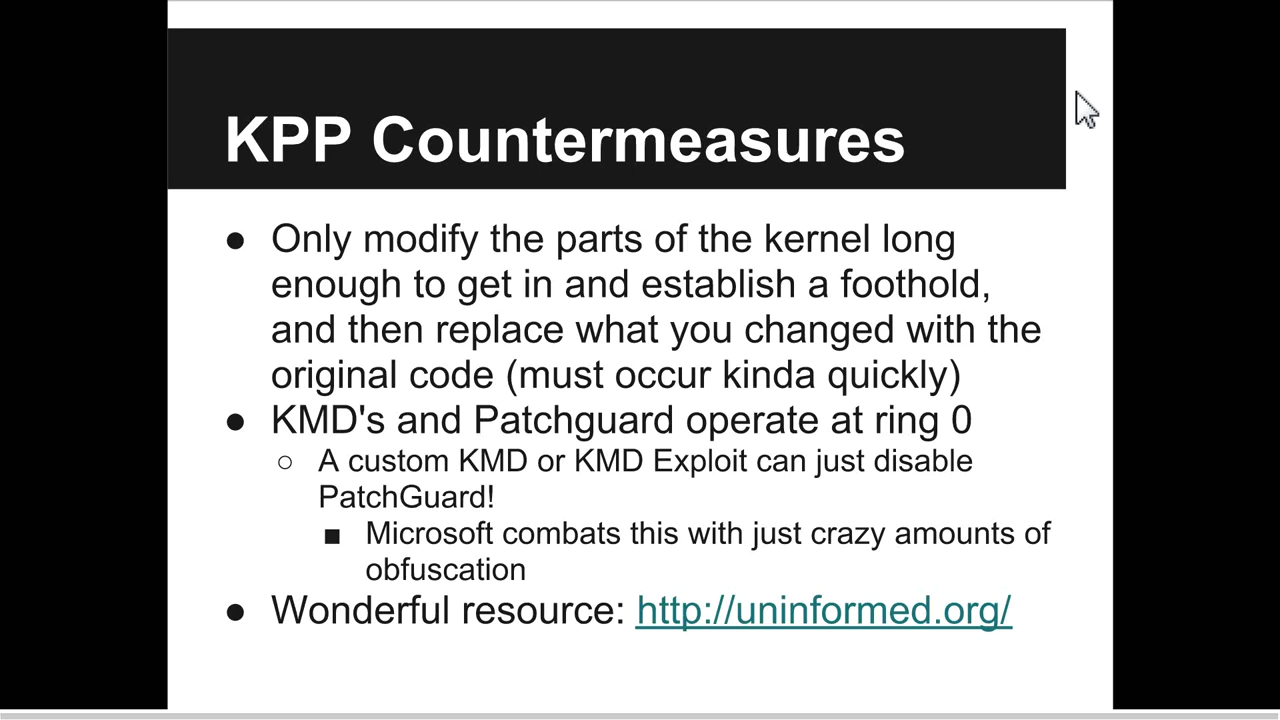 KPP Countermeasures
● Only modify the parts of the kernel long
enough to get in and establish a foothold,
and then replace what you changed with the
original code (must occur kinda quickly)
● KMD's and Patchguard operate at ring 0
○ A custom KMD or KMD Exploit can just disable
PatchGuard!
■ Microsoft combats this with just crazy amounts of
obfuscation
● Wonderful resource: http://uninformed.org/